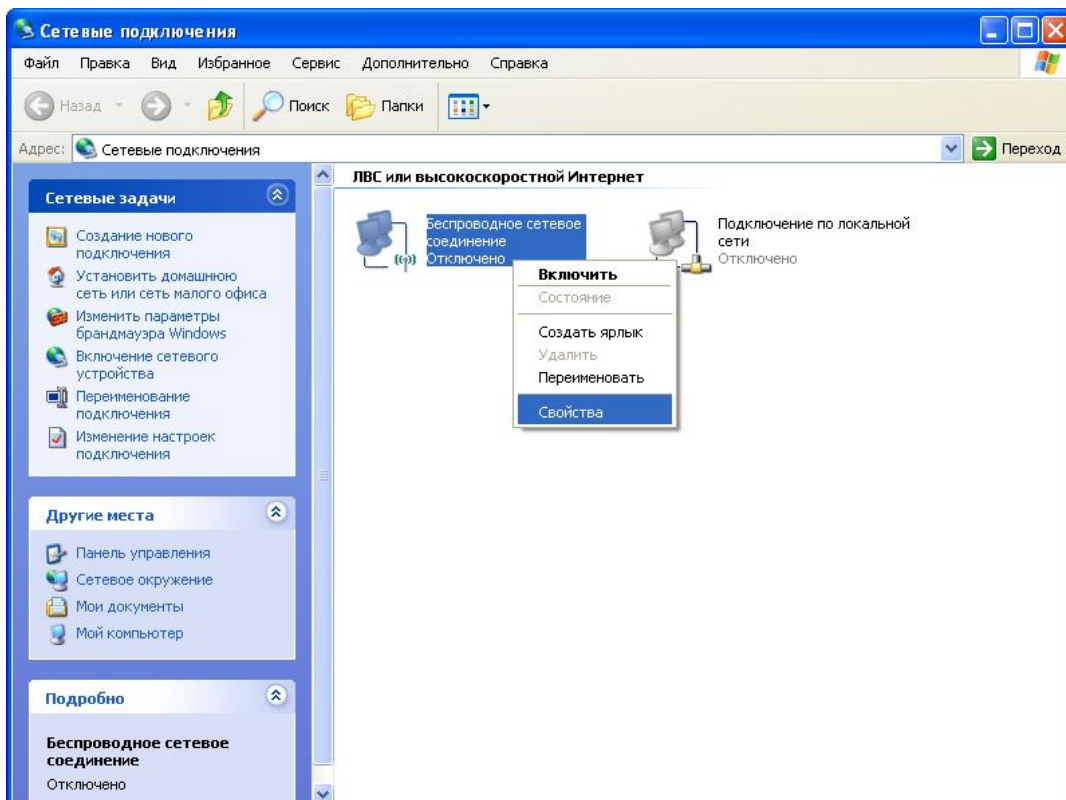 Сетевые подключения
Файл Правка Вид Избранное Сервис Дополнительно Справка
Назад Поиск Папки
Адрес: Сетевые подключения Переход
Сетевые задачи
Создание нового
подключения
Установить домашнюю
сеть или сеть малого офиса
Изменить параметры
брандмауэра Windows
Включение сетевого
устройства
Переименование
подключения
Изменение настроек
подключения
Другие места
Панель управления
Сетевое окружение
Мои документы
Мой компьютер
Подробно
Беспроводное сетевое
соединение
Отключено
ЛВС или высокоскоростной Интернет
Беспроводное сетевое
соединение
Отключено
Подключение по локальной
сети
Отключено
Включить
Состояние
Создать ярлык
Удалить
Переименовать
Свойства